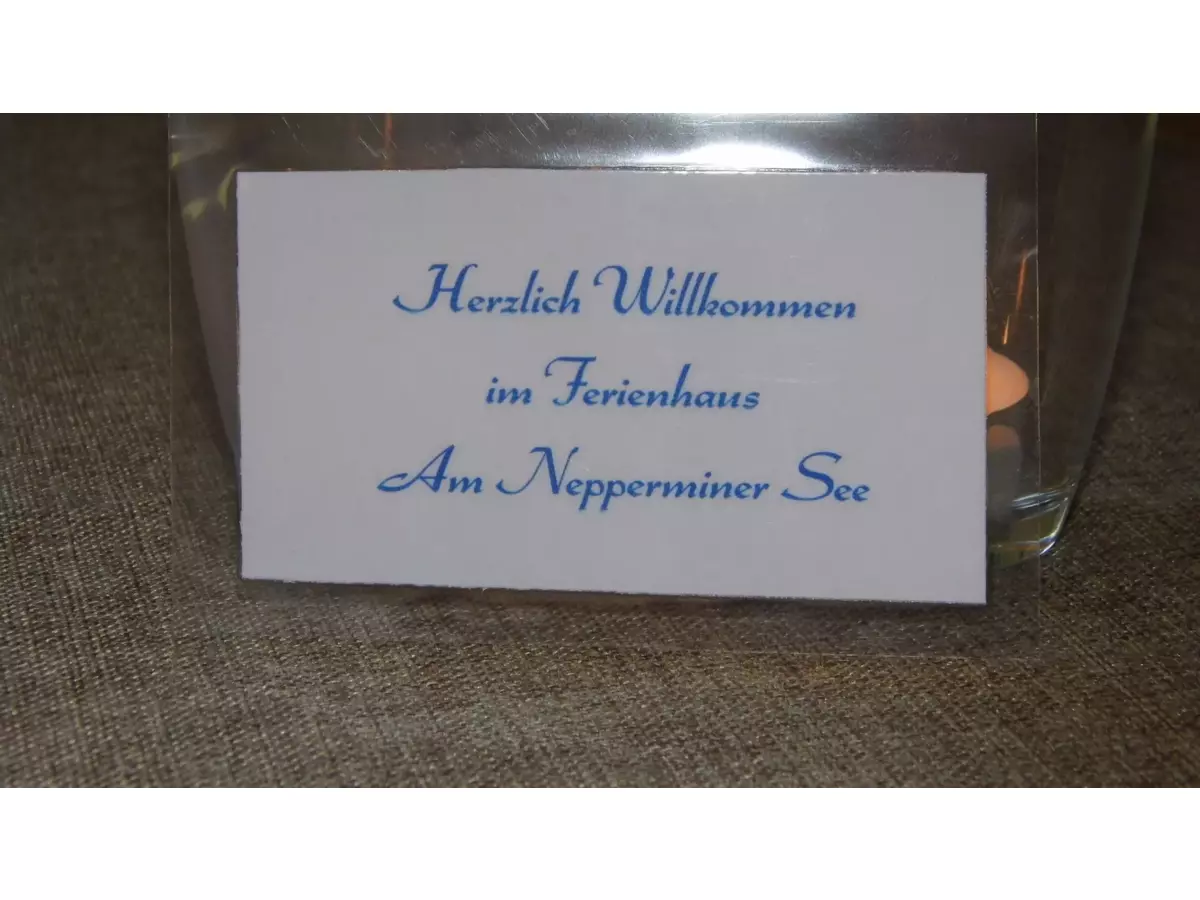 Herzlich Willkommen
im Ferienhaus
Am Nepperminer See